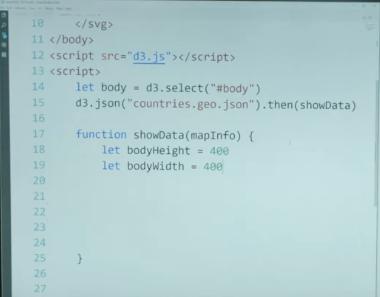 10 </svg>
11 </body>
12 <script src="d3.js"></script>
13 <script>
14 let body = d3.select("#body")
15 d3.json("countries.geo.json").then(showData)
16
17 function showData(mapInfo) {
18 let bodyHeight = 400
19 let bodyWidth = 400
20
21
22
23
24
25 }
26
27